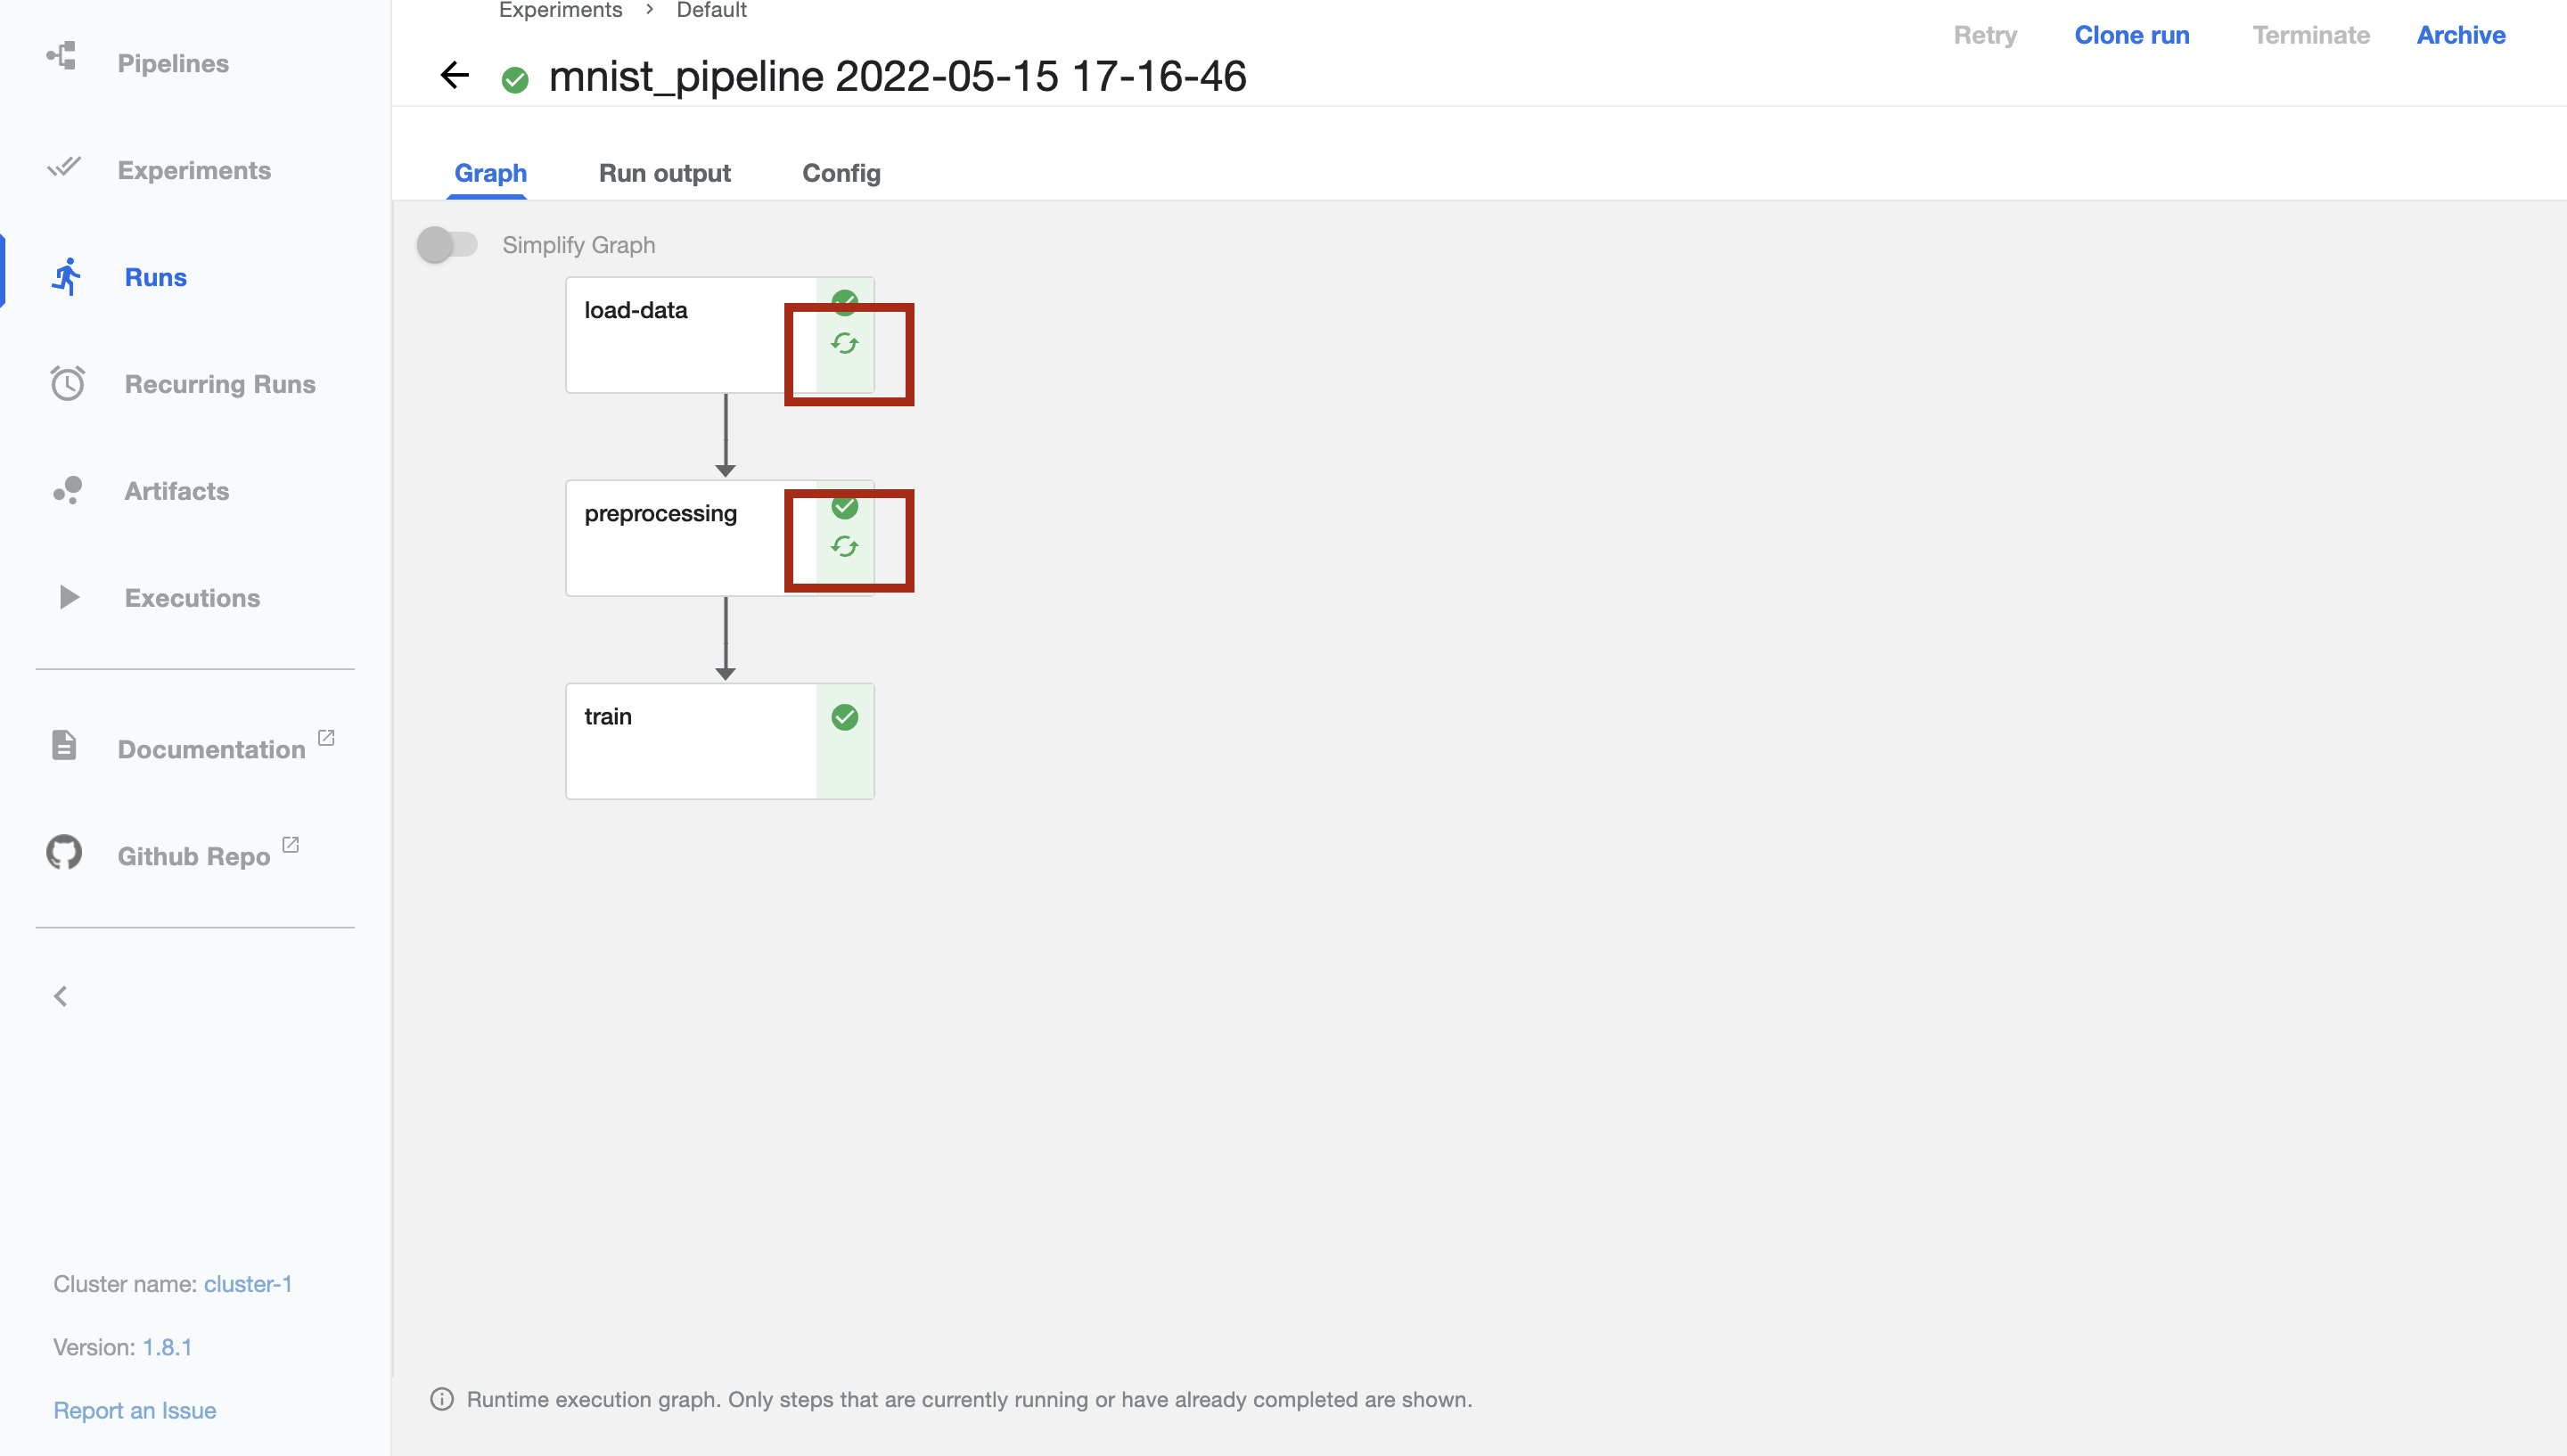 Pipelines
Experiments
Runs
Recurring Runs
Artifacts
Executions
Documentation
Github Repo
Cluster name: cluster-1
Version: 1.8.1
Report an Issue
Experiments > Default
mnist_pipeline 2022-05-15 17-16-46
Retry Clone run Terminate Archive
Graph Run output Config
Simplify Graph
load-data
preprocessing
train
Runtime execution graph. Only steps that are currently running or have already completed are shown.